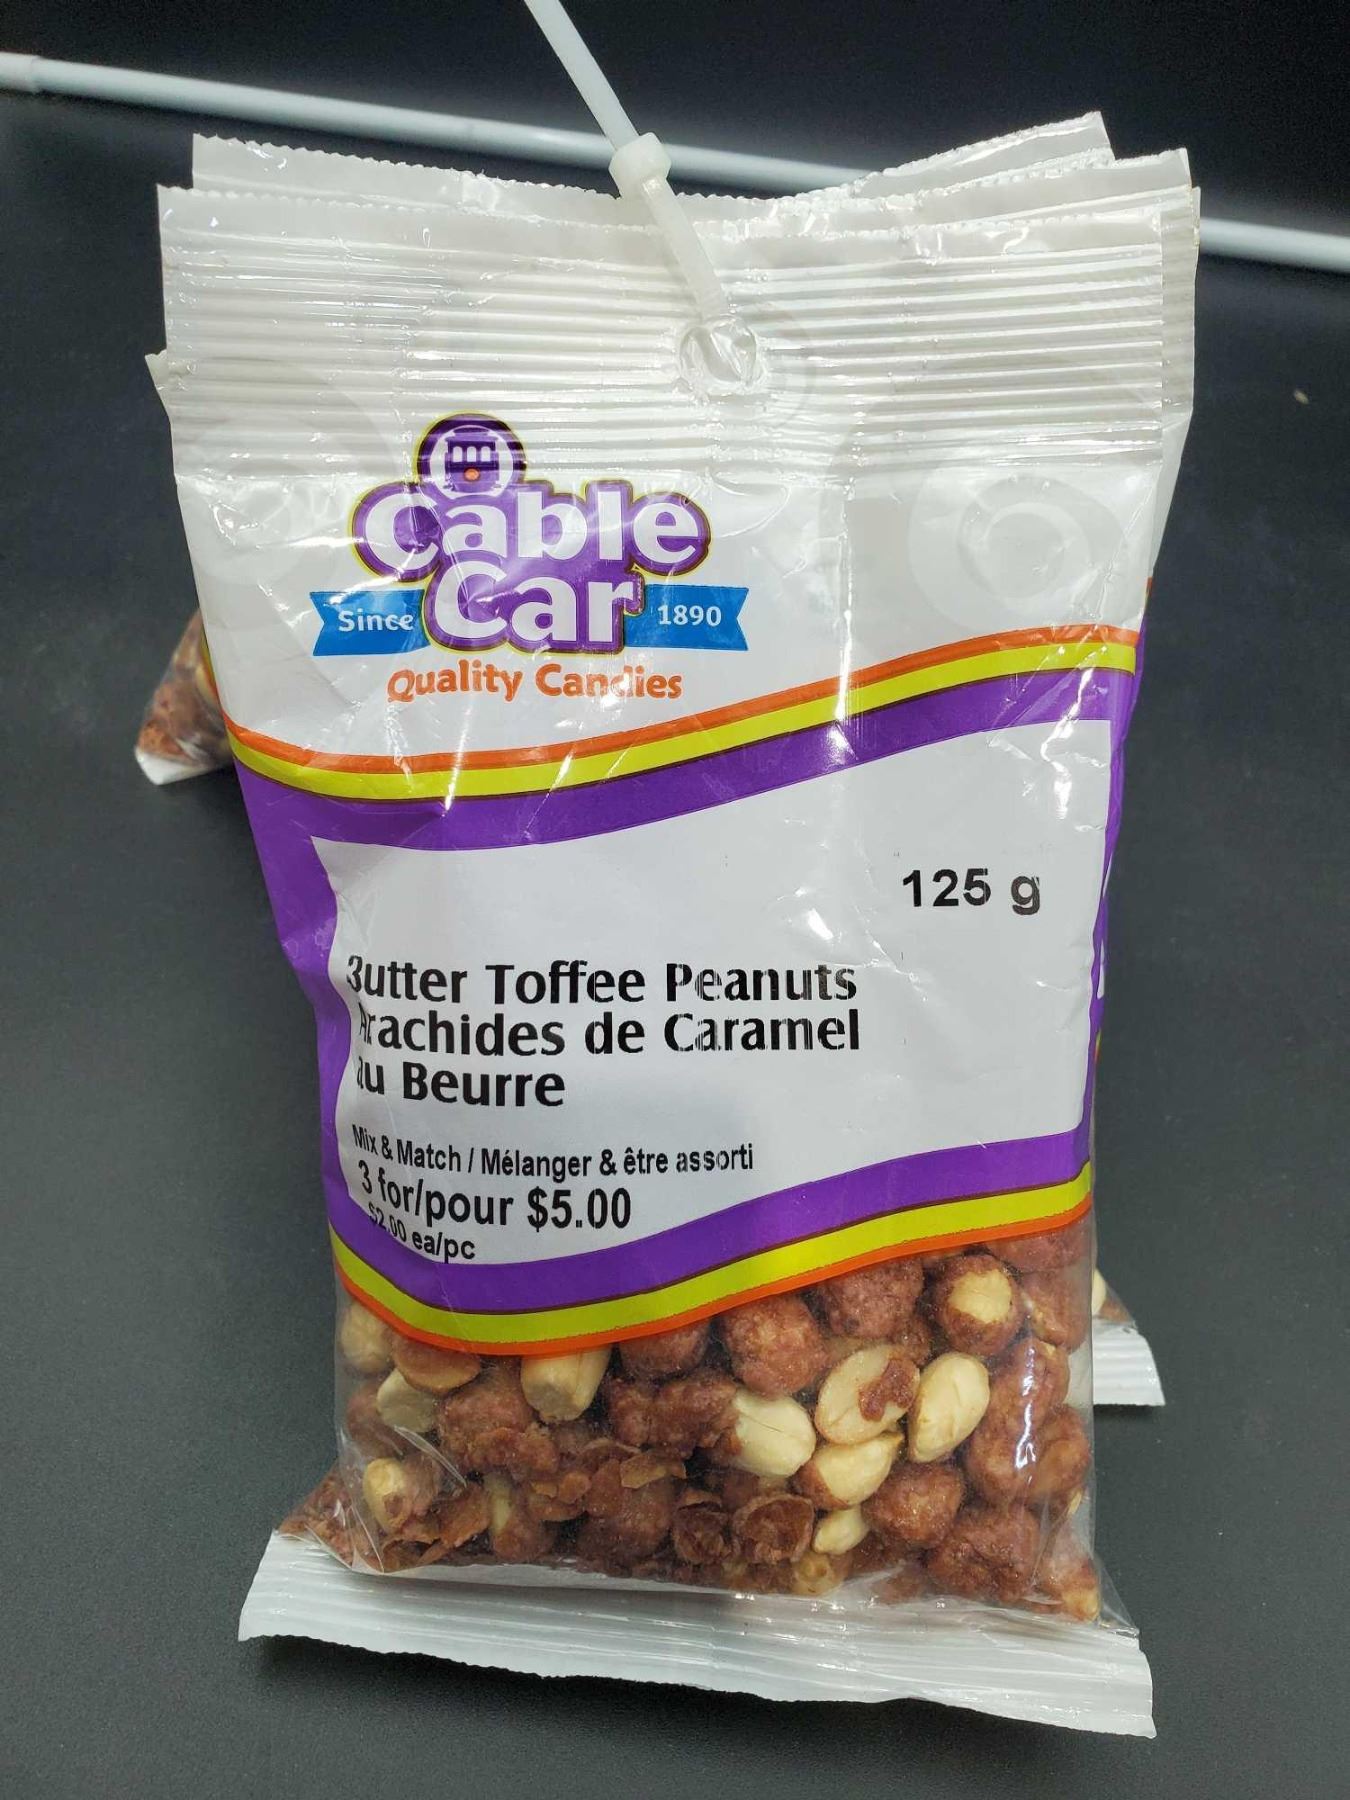 Cable
Car
Since 1890
Quality Candies
125 g
Butter Toffee Peanuts
Arachides de Caramel
au Beurre
Mix & Match / Mélanger & être assorti
3 for/pour $5.00
$2.00 ea/pc